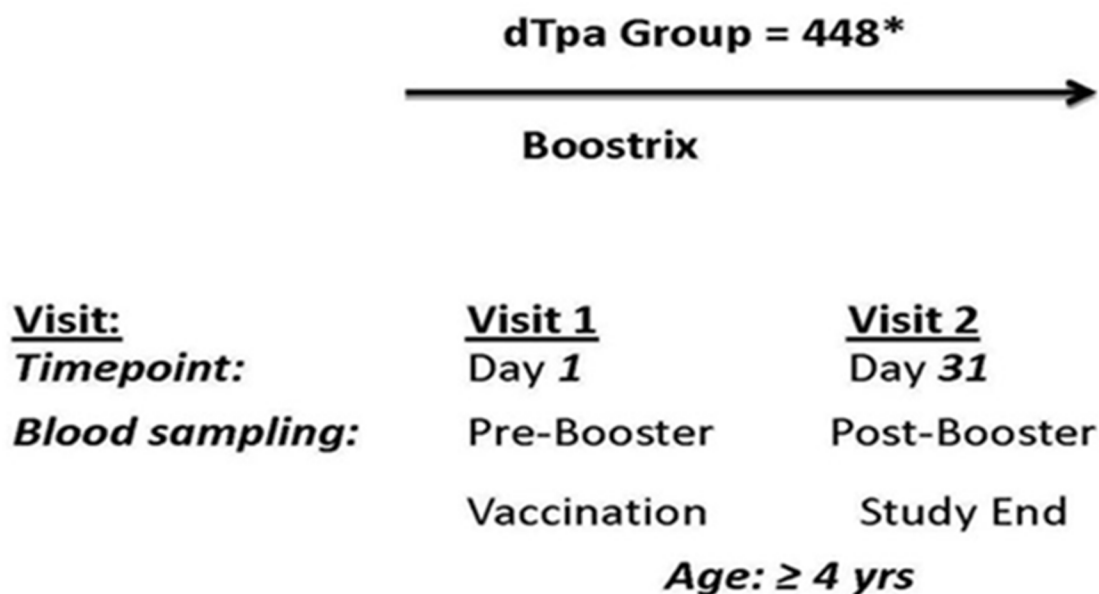 dTpa Group = 448*
Boostrix
Visit: Visit 1 Visit 2
Timepoint: Day 1 Day 31
Blood sampling: Pre-Booster Post-Booster
Vaccination Study End
Age: ≥ 4 yrs